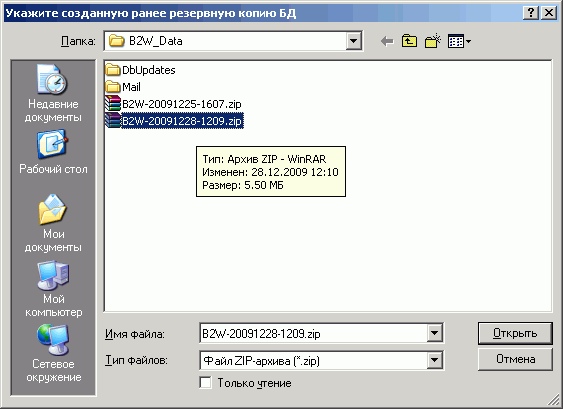 Укажите созданную ранее резервную копию БД
Папка:
B2W_Data
Недавние
документы
Рабочий стол
Мои
документы
Мой
компьютер
Сетевое
окружение
DbUpdates
Mail
B2W-20091225-1607.zip
B2W-20091228-1209.zip
Тип: Архив ZIP - WinRAR
Изменен: 28.12.2009 12:10
Размер: 5.50 МБ
Имя файла:
B2W-20091228-1209.zip
Открыть
Тип файлов:
Файл ZIP-архива (*.zip)
Отмена
Только чтение